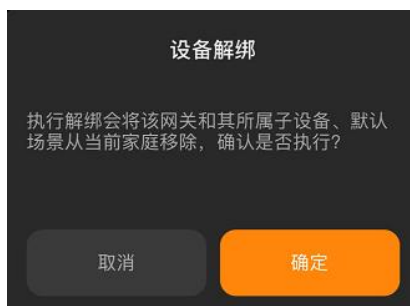 设备解绑
执行解绑会将该网关和其所属子设备、默认
场景从当前家庭移除，确认是否执行？
取消
确定